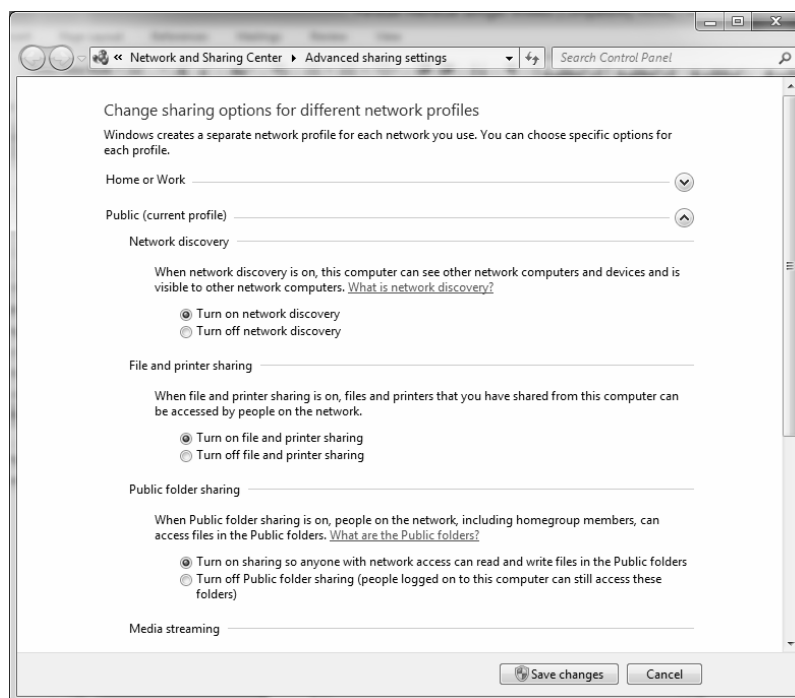 « Network and Sharing Center ▸ Advanced sharing settings
Search Control Panel
Change sharing options for different network profiles
Windows creates a separate network profile for each network you use. You can choose specific options for
each profile.
Home or Work
Public (current profile)
Network discovery
When network discovery is on, this computer can see other network computers and devices and is
visible to other network computers. What is network discovery?
Turn on network discovery
Turn off network discovery
File and printer sharing
When file and printer sharing is on, files and printers that you have shared from this computer can
be accessed by people on the network.
Turn on file and printer sharing
Turn off file and printer sharing
Public folder sharing
When Public folder sharing is on, people on the network, including homegroup members, can
access files in the Public folders. What are the Public folders?
Turn on sharing so anyone with network access can read and write files in the Public folders
Turn off Public folder sharing (people logged on to this computer can still access these
folders)
Media streaming
Save changes
Cancel